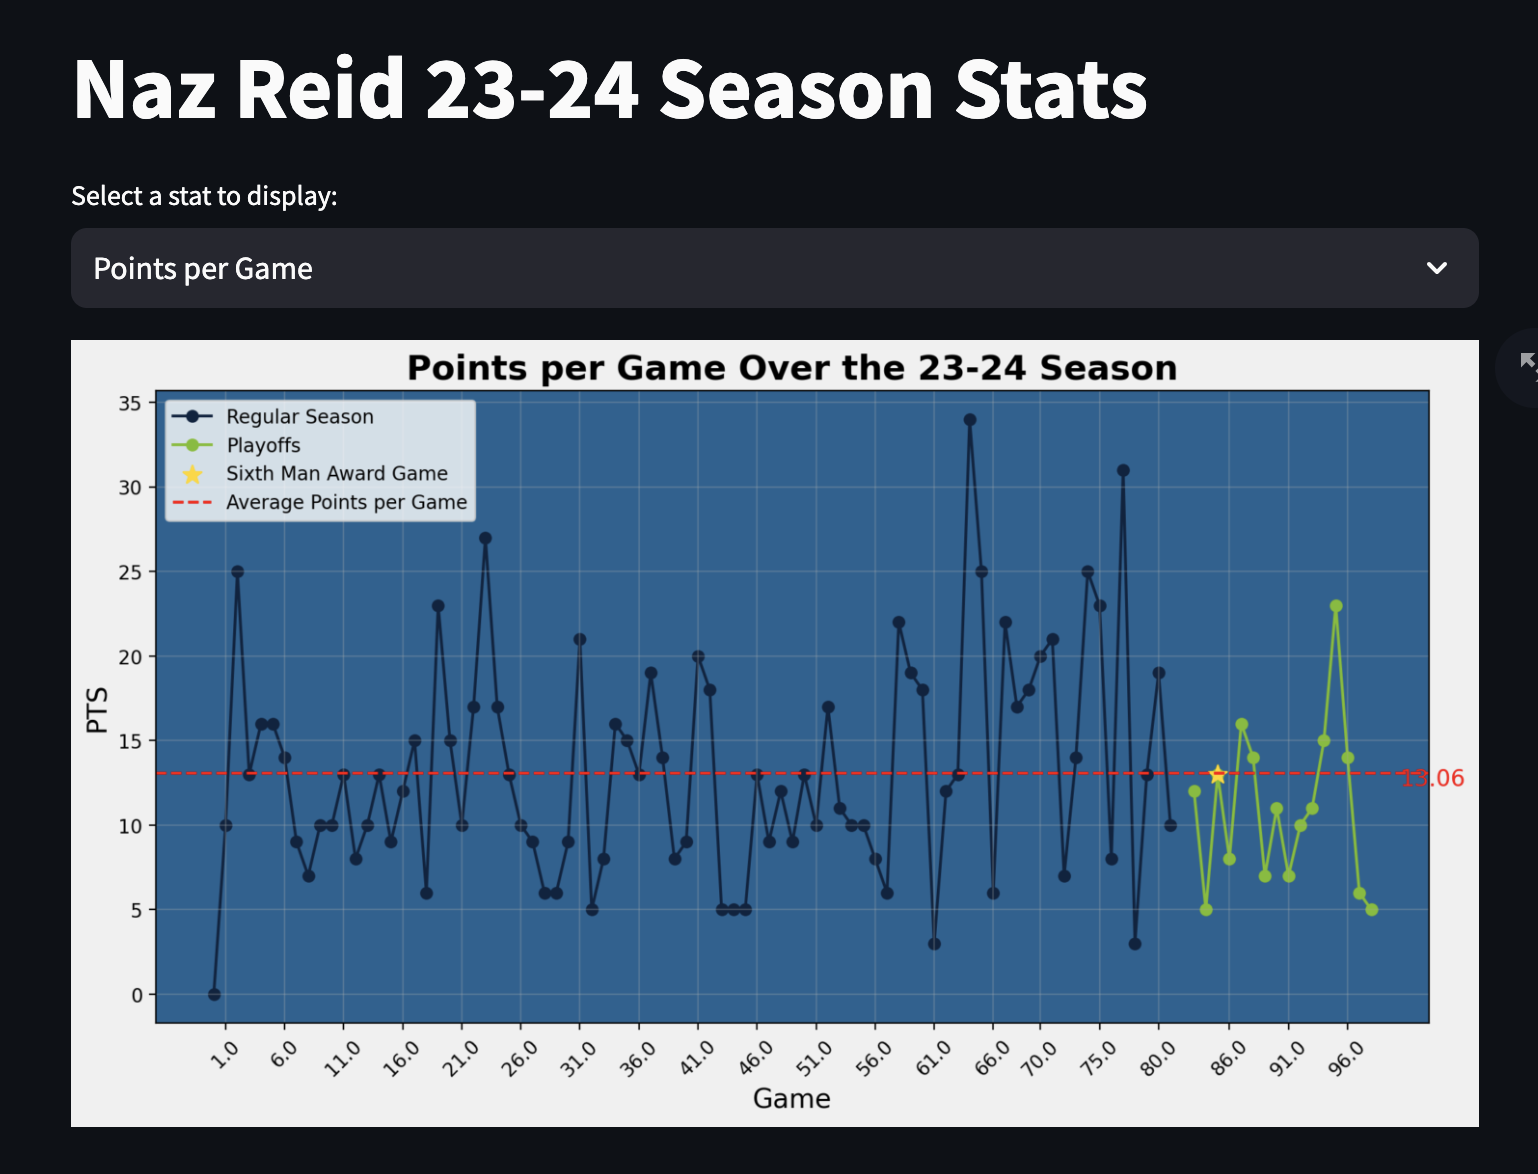 Naz Reid 23-24 Season Stats
Select a stat to display:
Points per Game
Points per Game Over the 23-24 Season
Regular Season
Playoffs
Sixth Man Award Game
Average Points per Game
35
30
25
20
15
10
5
0
PTS
13.06
1.0 6.0 11.0 16.0 21.0 26.0 31.0 36.0 41.0 46.0 51.0 56.0 61.0 66.0 70.0 75.0 80.0 86.0 91.0 96.0
Game